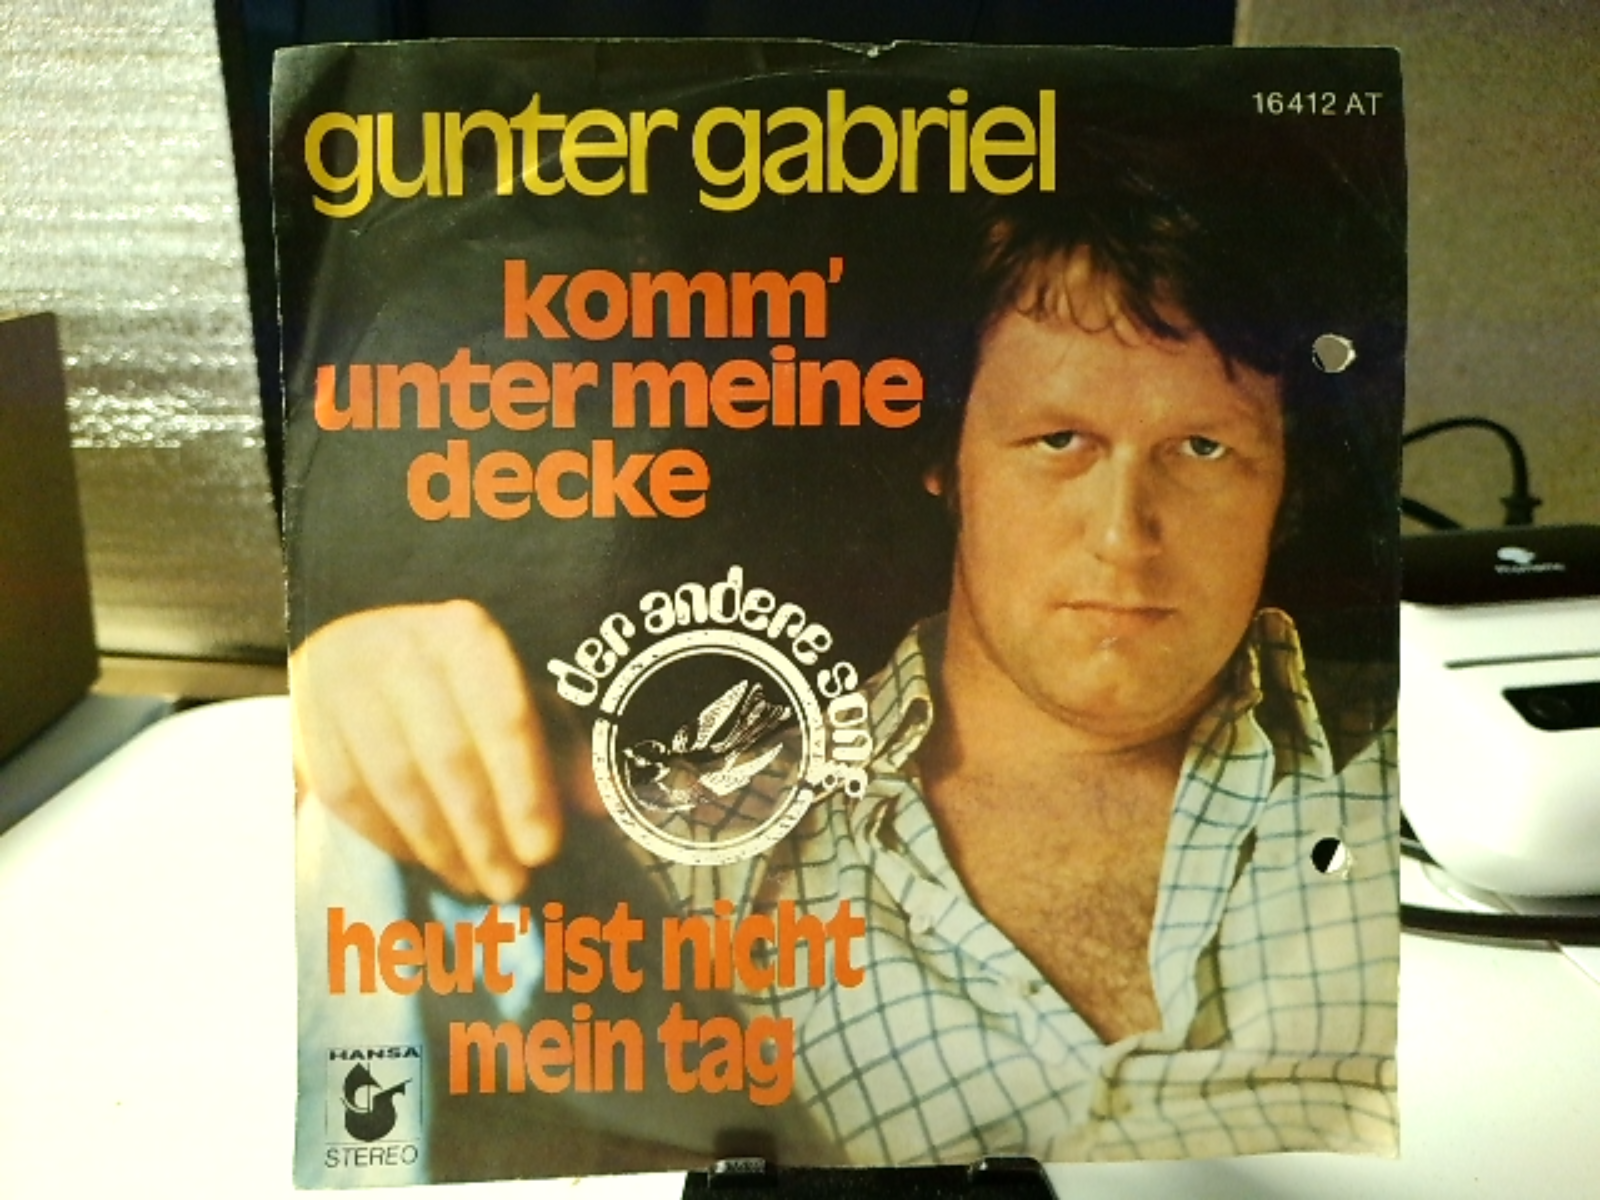 gunter gabriel
16412 AT
komm'
unter meine
decke
der andere song
heut' ist nicht
mein tag
HANSA
STEREO